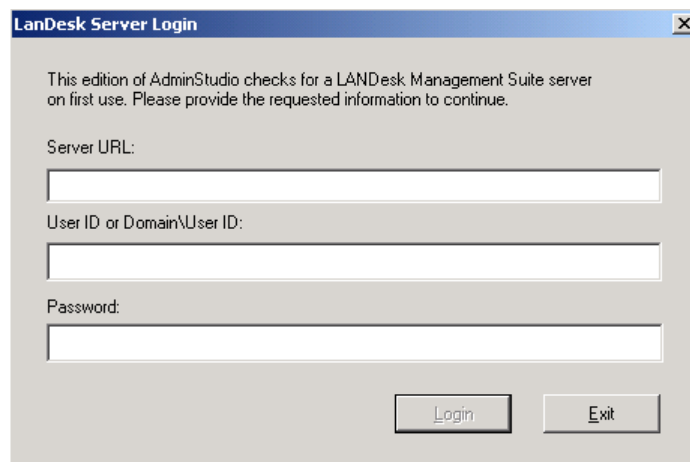 LanDesk Server Login
This edition of AdminStudio checks for a LANDesk Management Suite server
on first use. Please provide the requested information to continue.
Server URL:
User ID or Domain\User ID:
Password:
Login Exit